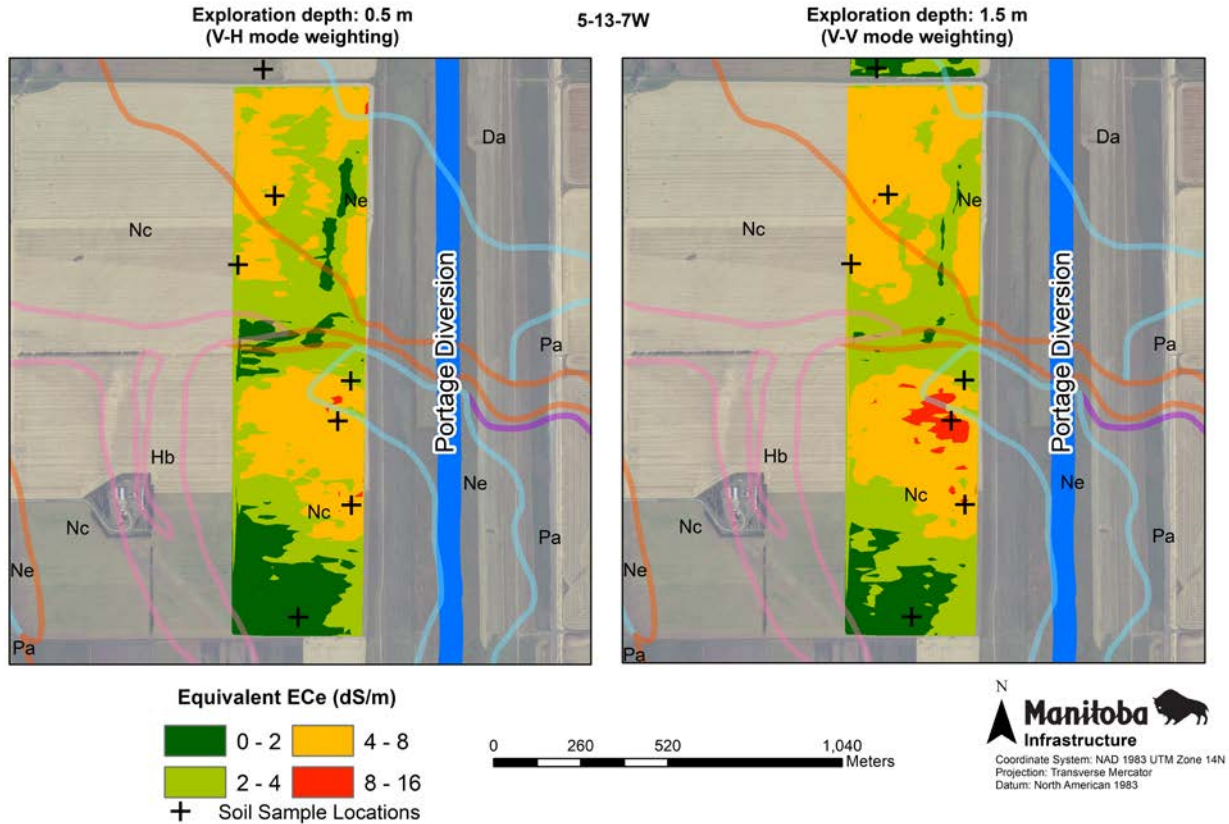 Exploration depth: 0.5 m
(V-H mode weighting)
5-13-7W
Exploration depth: 1.5 m
(V-V mode weighting)
Da
Ne
Nc
Portage Diversion
Pa
Hb
Ne
Nc
Nc
Pa
Ne
Pa
Da
Ne
Nc
Portage Diversion
Pa
Hb
Ne
Nc
Nc
Pa
Ne
Pa
Equivalent ECe (dS/m)
0 - 2
4 - 8
2 - 4
8 - 16
Soil Sample Locations
0 260 520 1,040
Meters
N
Manitoba
Infrastructure
Coordinate System: NAD 1983 UTM Zone 14N
Projection: Transverse Mercator
Datum: North American 1983